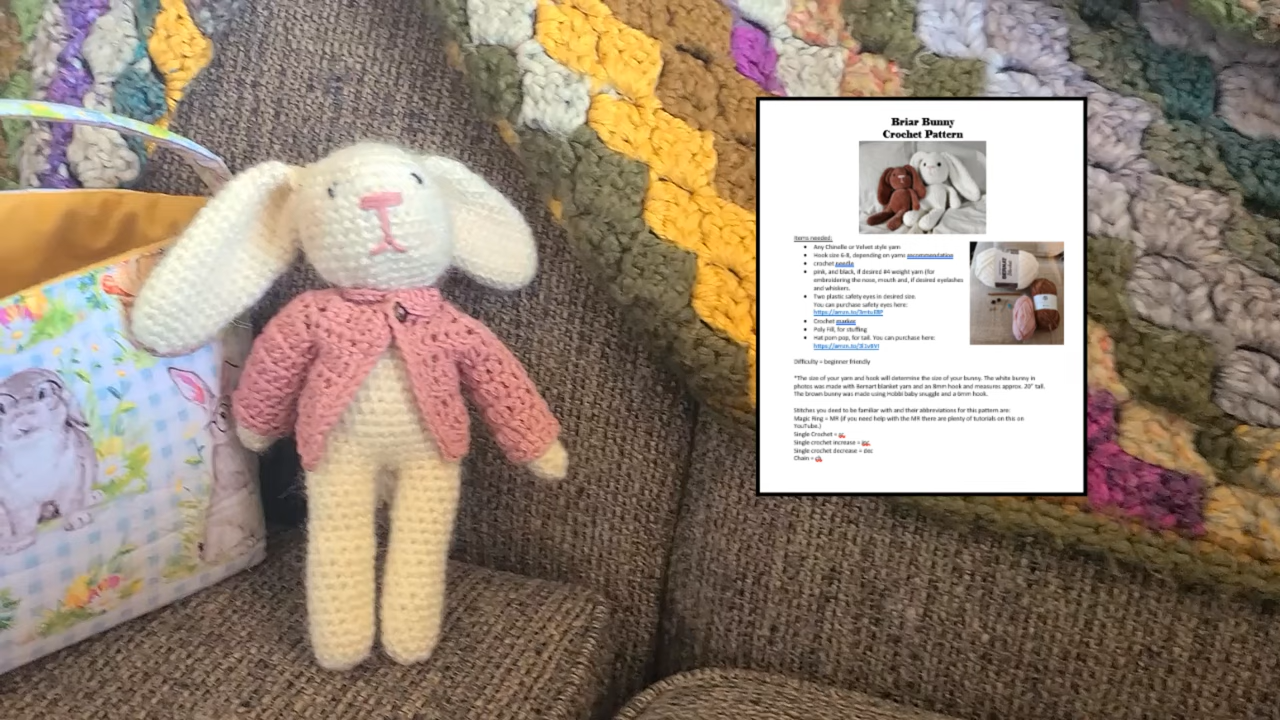 Briar Bunny
Crochet Pattern
Items needed:
Any Chinelle or Velvet style yarn
Hook size 6-8, depending on yarns
crochet needle
pink, and black, if desired #4 weight yarn (for
embroidering the nose, mouth and, if desired eyelashes
and whiskers.
Two plastic safety eyes in desired size.
You can purchase safety eyes here:
Crochet marker
Poly Fill, for stuffing
Hat pom pop, for tail. You can purchase here:
Difficulty = beginner friendly
*The size of your yarn and hook will determine the size of your bunny. The white bunny in
photos was made with Bernart blanket yarn and an 8mm hook and measures approx. 20" tall.
The brown bunny was made using Hobbi baby snuggle and a 6mm hook.
Stitches you need to be familiar with and their abbreviations for this pattern are:
Magic Ring = MR (if you need help with the MR there are plenty of tutorials on this on
YouTube.)
Single Crochet = sc
Single crochet increase = inc
Single crochet decrease = dec
Chain = ch